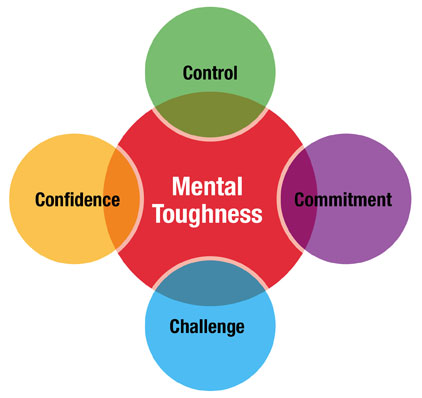 Control
Confidence
Mental
Toughness
Commitment
Challenge